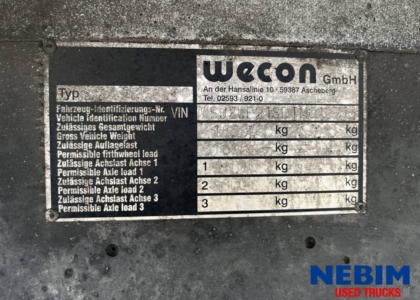 wecon GmbH
An der Hansalinie 10 · 59387 Ascheberg
Tel. 02593 / 921-0
Typ
Fahrzeug-Identifizierungs-Nr.
Vehicle Identification Number VIN
Zulässiges Gesamtgewicht kg kg
Gross Vehicle Weight
Zulässige Auflagelast kg kg
Permissible fithwheel load
Zulässige Achslast Achse 1 1 kg kg
Permissible Axle load 1
Zulässige Achslast Achse 2 2 kg kg
Permissible Axle load 2
Zulässige Achslast Achse 3 3 kg kg
Permissible Axle load 3
NEBIM
USED TRUCKS